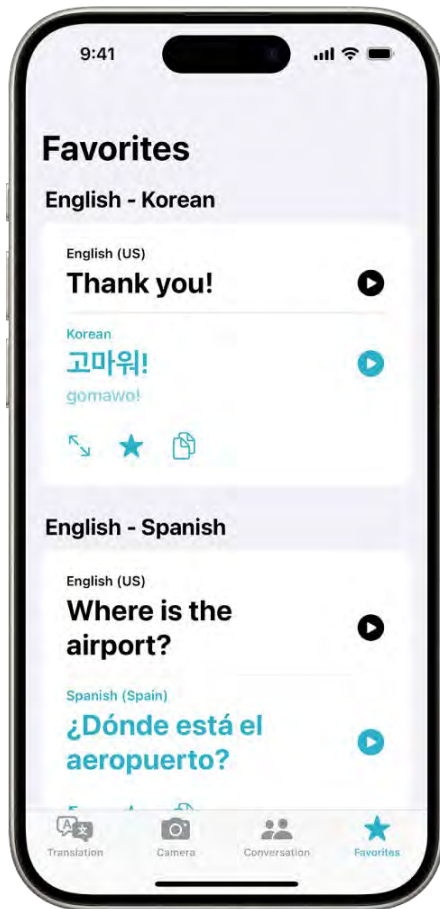 9:41
Favorites
English - Korean
English (US)
Thank you!
Korean
고마워!
gomawo!
English - Spanish
English (US)
Where is the
airport?
Spanish (Spain)
¿Dónde está el
aeropuerto?
Translation
Camera
Conversation
Favorites